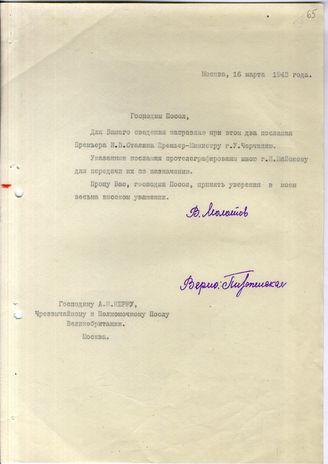 65
Москва, 16 марта 1943 года.
Господин Посол,
Для Вашего сведения направляю при этом два послания
Премьера И.В.Сталина Премьер-Министру г.У.Черчиллю.
Указанные послания протелеграфированы мною г.И.Майскому
для передачи их по назначению.
Прошу Вас, господин Посол, принять уверения в моем
весьма высоком уважении.
В. Молотов
Верно:
Господину А.К.КЕРРУ,
Чрезвычайному и Полномочному Послу
Великобритании.
Москва.